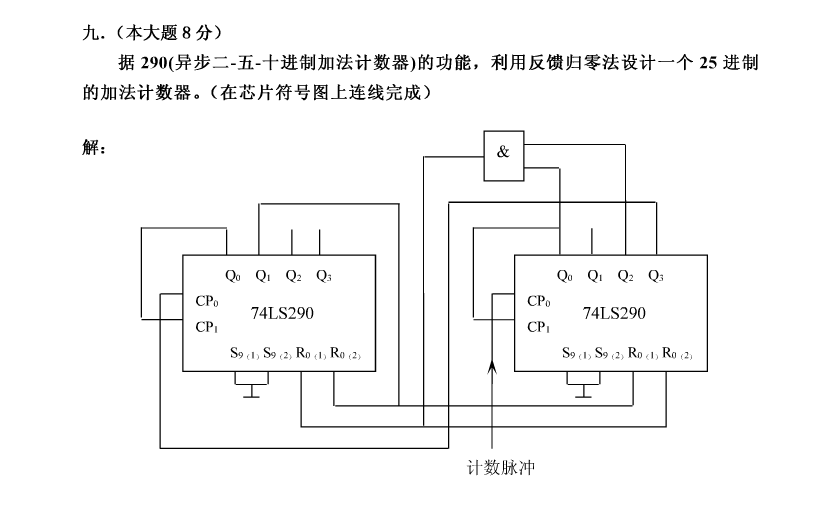 九.（本大题 8 分）
据 290(异步二-五-十进制加法计数器)的功能，利用反馈归零法设计一个 25 进制
的加法计数器。（在芯片符号图上连线完成）
解：
&
Q0 Q1 Q2 Q3
CP0
74LS290
CP1
S9（1）S9（2）R0（1）R0（2）
Q0 Q1 Q2 Q3
CP0
74LS290
CP1
S9（1）S9（2）R0（1）R0（2）
计数脉冲